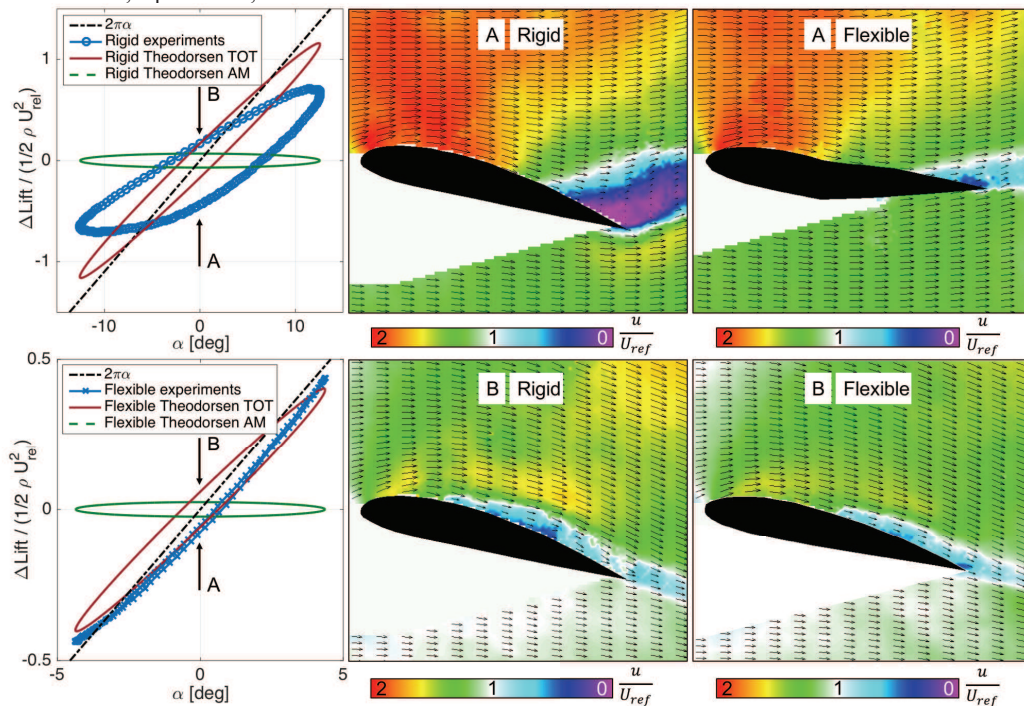 2πα
Rigid experiments
Rigid Theodorsen TOT
Rigid Theodorsen AM
B
A
1
0
-1
-10
0
10
α [deg]
ΔLift / (1/2 ρ U²rel)
A Rigid
2 1 0 u/Uref
A Flexible
2 1 0 u/Uref
2πα
Flexible experiments
Flexible Theodorsen TOT
Flexible Theodorsen AM
B
A
0.5
0
-0.5
-5
0
5
α [deg]
ΔLift / (1/2 ρ U²rel)
B Rigid
2 1 0 u/Uref
B Flexible
2 1 0 u/Uref